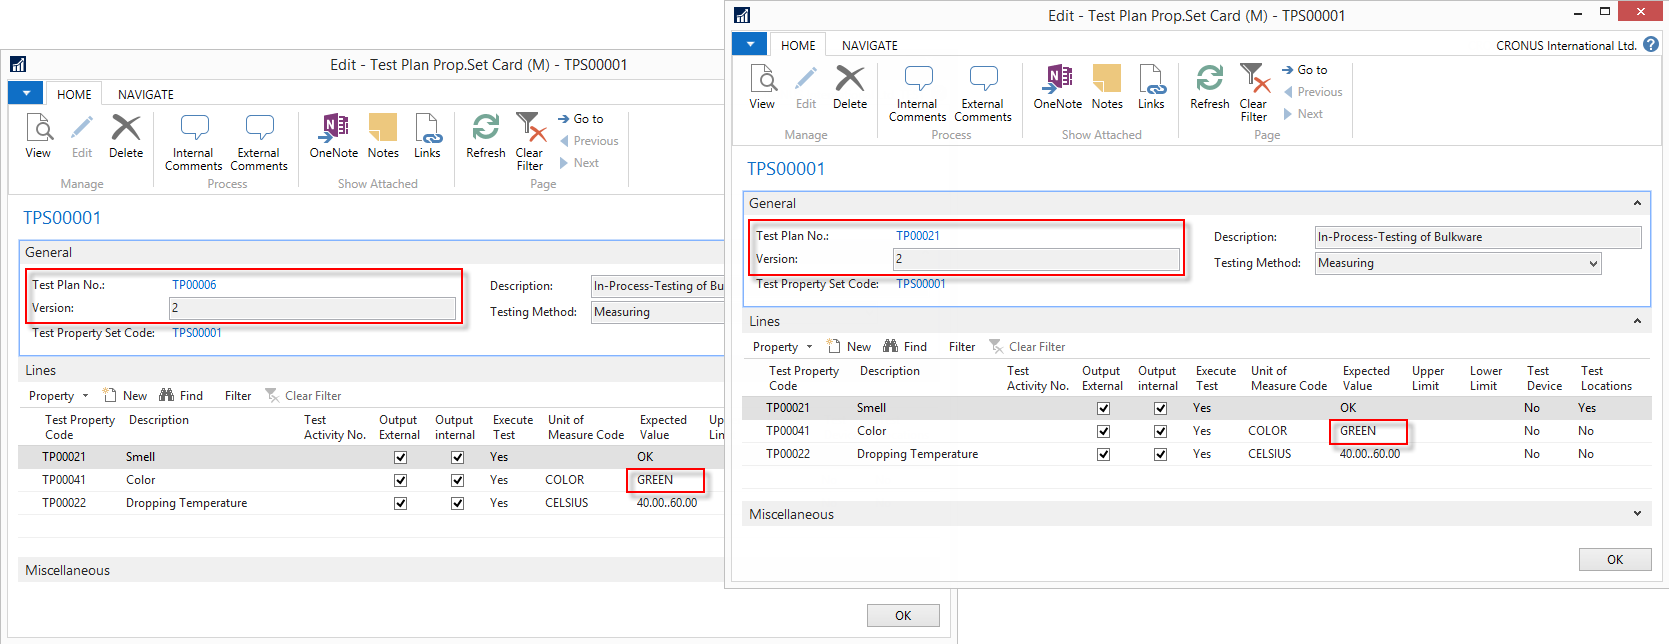 Edit - Test Plan Prop.Set Card (M) - TPS00001
HOME NAVIGATE
View Edit Delete Internal Comments External Comments OneNote Notes Links Refresh Clear Filter
Go to
Previous
Next
Manage Process Show Attached Page
TPS00001
General
Test Plan No.: TP00006
Version: 2
Test Property Set Code: TPS00001
Description: In-Process-Testing of Bu
Testing Method: Measuring
Lines
Property New Find Filter Clear Filter
Test Property Code Description Test Activity No. Output External Output internal Execute Test Unit of Measure Code Expected Value Up Lin
TP00021 Smell Yes OK
TP00041 Color Yes COLOR GREEN
TP00022 Dropping Temperature Yes CELSIUS 40.00..60.00
Miscellaneous
OK
Edit - Test Plan Prop.Set Card (M) - TPS00001
HOME NAVIGATE CRONUS International Ltd. ?
View Edit Delete Internal Comments External Comments OneNote Notes Links Refresh Clear Filter
Go to
Previous
Next
Manage Process Show Attached Page
TPS00001
General
Test Plan No.: TP00021
Version: 2
Test Property Set Code: TPS00001
Description: In-Process-Testing of Bulkware
Testing Method: Measuring
Lines
Property New Find Filter Clear Filter
Test Property Code Description Test Activity No. Output External Output internal Execute Test Unit of Measure Code Expected Value Upper Limit Lower Limit Test Device Test Locations
TP00021 Smell Yes OK No Yes
TP00041 Color Yes COLOR GREEN No No
TP00022 Dropping Temperature Yes CELSIUS 40.00..60.00 No No
Miscellaneous
OK